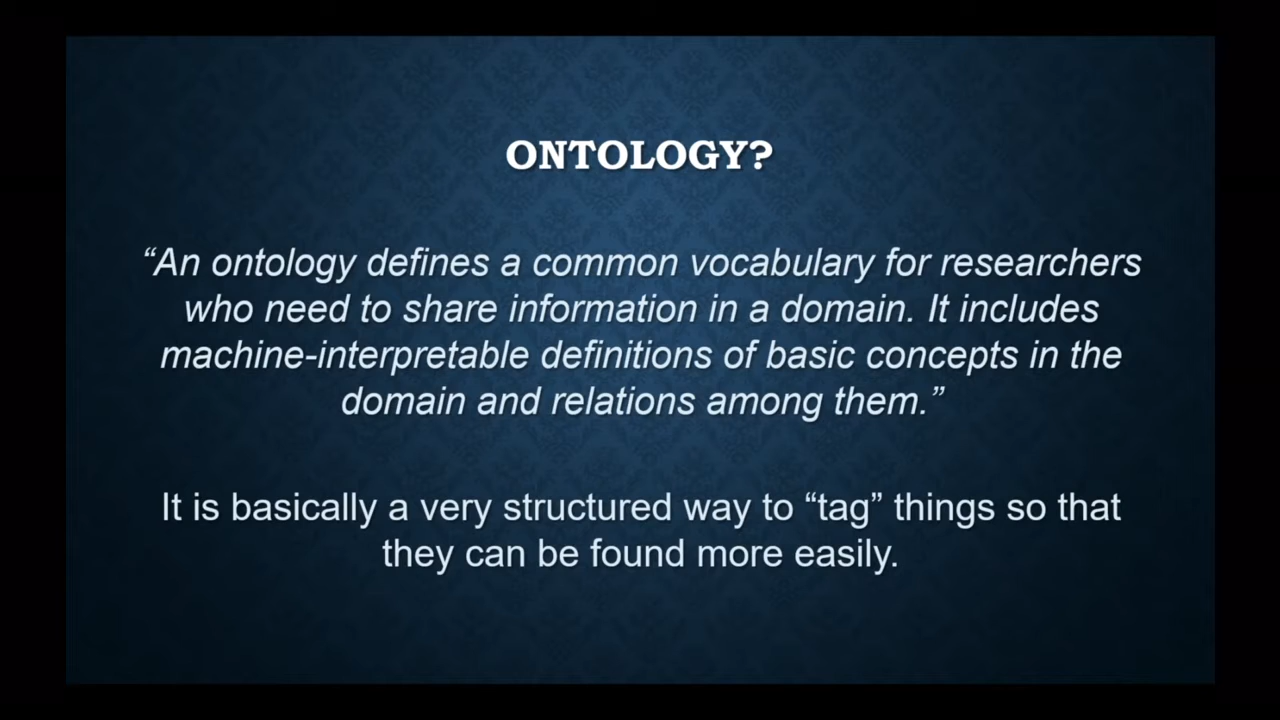 ONTOLOGY?
“An ontology defines a common vocabulary for researchers
who need to share information in a domain. It includes
machine-interpretable definitions of basic concepts in the
domain and relations among them.”
It is basically a very structured way to “tag” things so that
they can be found more easily.